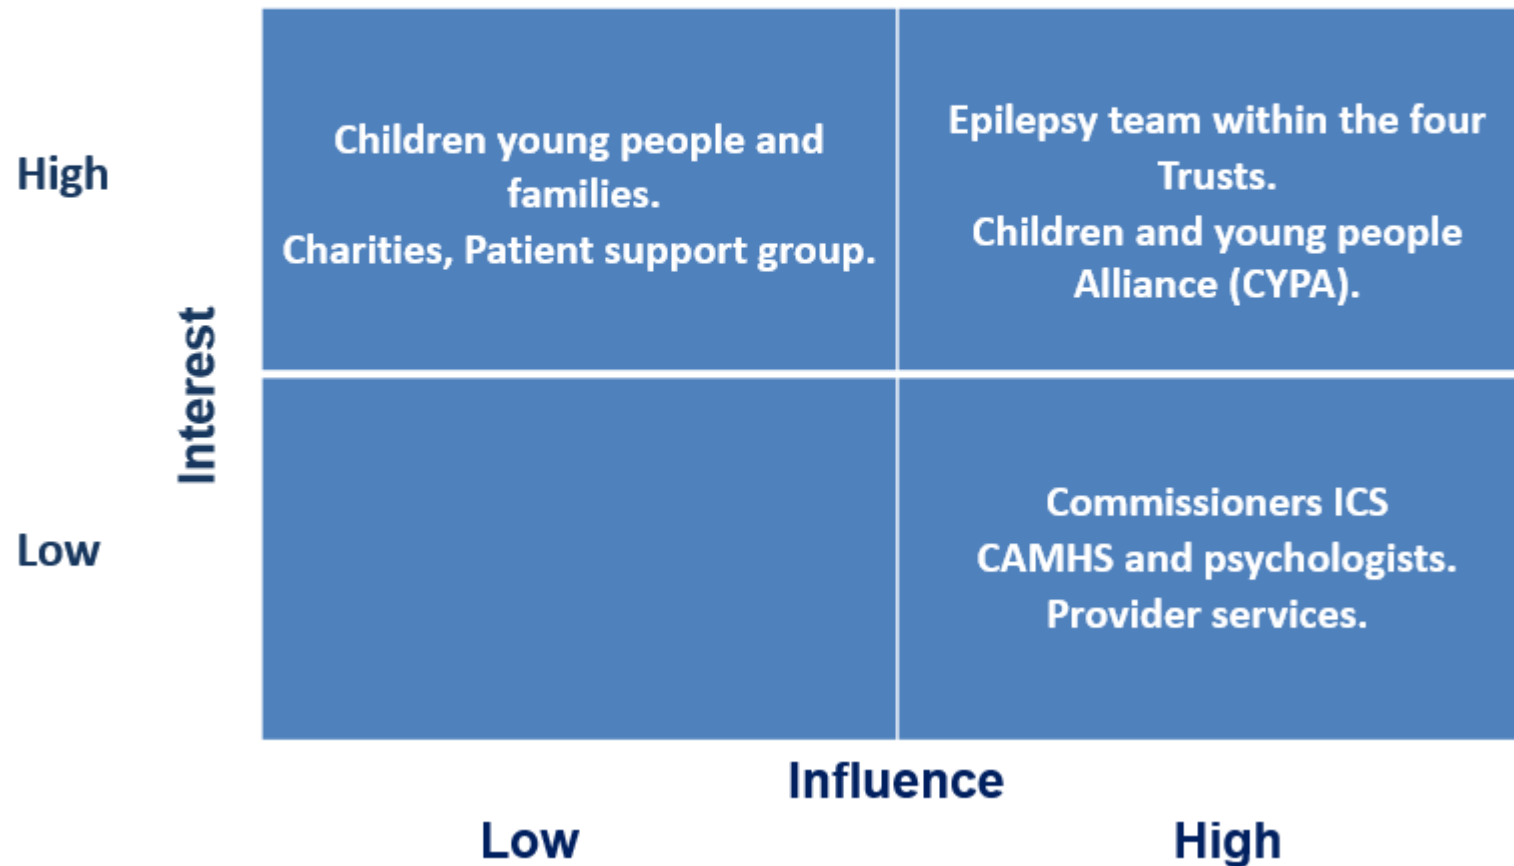 High
Children young people and
families.
Charities, Patient support group.
Epilepsy team within the four
Trusts.
Children and young people
Alliance (CYPA).
Interest
Low
Commissioners ICS
CAMHS and psychologists.
Provider services.
Influence
Low
High